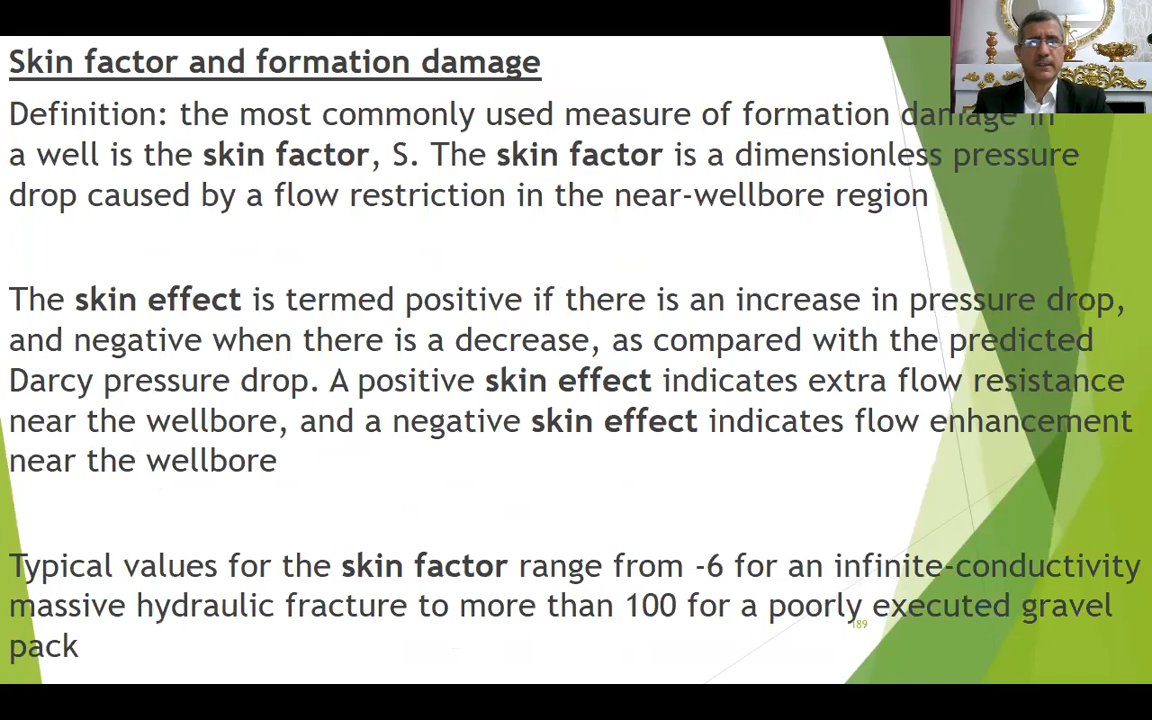 Skin factor and formation damage
Definition: the most commonly used measure of formation damage in
a well is the skin factor, S. The skin factor is a dimensionless pressure
drop caused by a flow restriction in the near-wellbore region
The skin effect is termed positive if there is an increase in pressure drop,
and negative when there is a decrease, as compared with the predicted
Darcy pressure drop. A positive skin effect indicates extra flow resistance
near the wellbore, and a negative skin effect indicates flow enhancement
near the wellbore
Typical values for the skin factor range from -6 for an infinite-conductivity
massive hydraulic fracture to more than 100 for a poorly executed gravel
pack
189